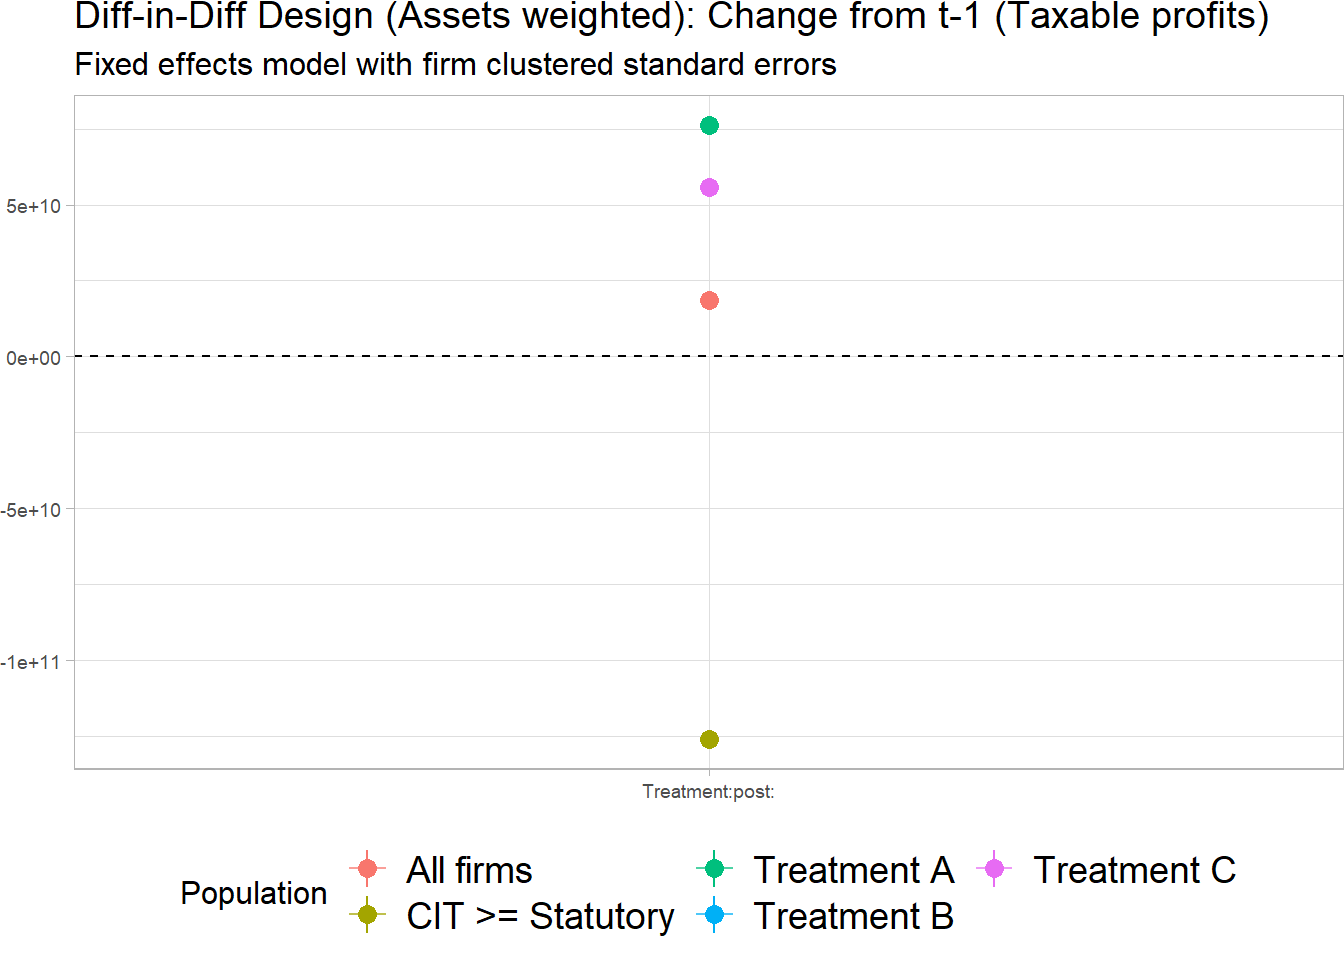 Diff-in-Diff Design (Assets weighted): Change from t-1 (Taxable profits)
Fixed effects model with firm clustered standard errors
5e+10
0e+00
-5e+10
-1e+11
Treatment:post:
Population
All firms
CIT >= Statutory
Treatment A
Treatment B
Treatment C